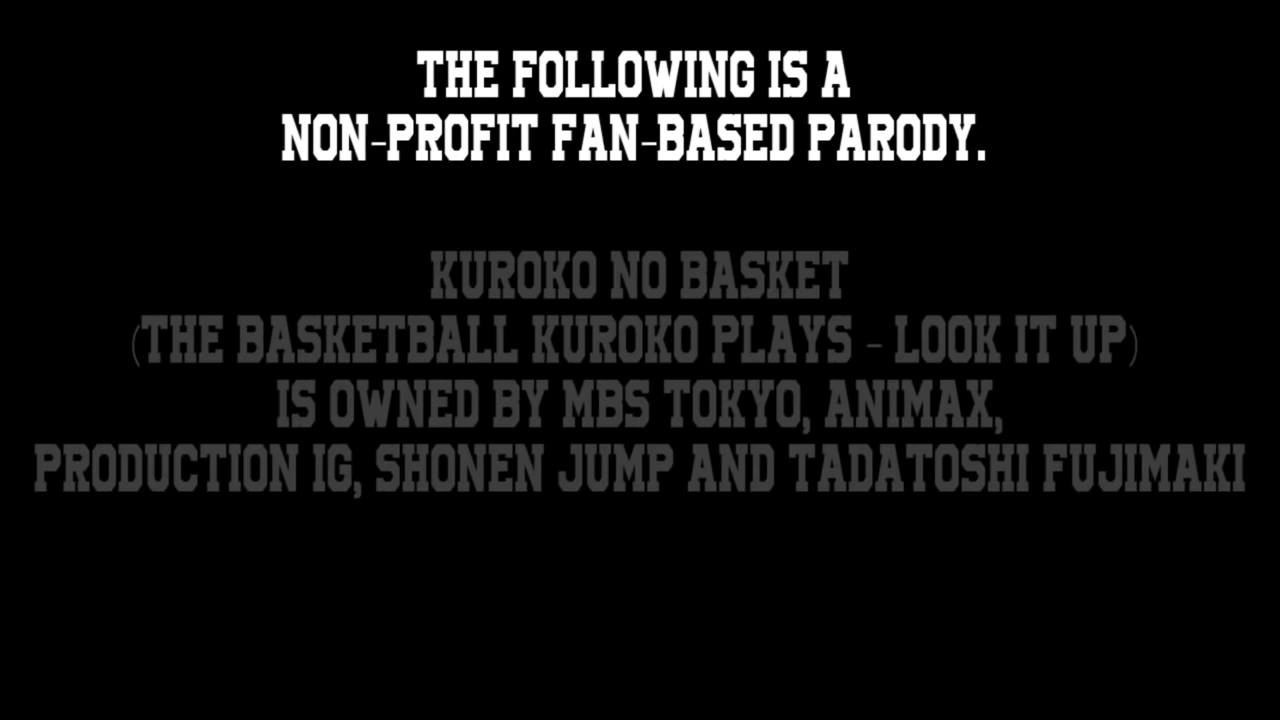 THE FOLLOWING IS A
NON-PROFIT FAN-BASED PARODY.
KUROKO NO BASKET
(THE BASKETBALL KUROKO PLAYS - LOOK IT UP)
IS OWNED BY MBS TOKYO, ANIMAX,
PRODUCTION IG, SHONEN JUMP AND TADATOSHI FUJIMAKI